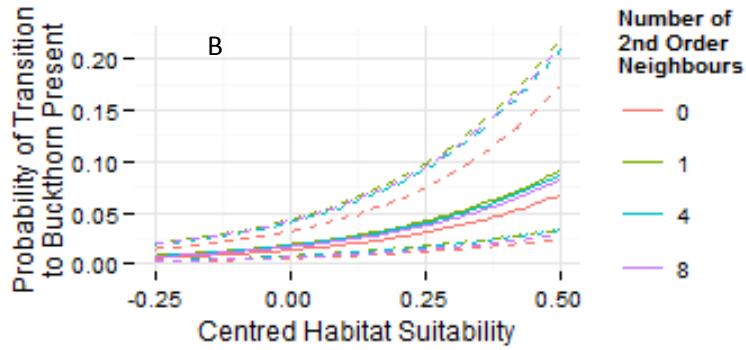 B
Probability of Transition
to Buckthorn Present
0.20
0.15
0.10
0.05
0.00
-0.25 0.00 0.25 0.50
Centred Habitat Suitability
Number of
2nd Order
Neighbours
0
1
4
8